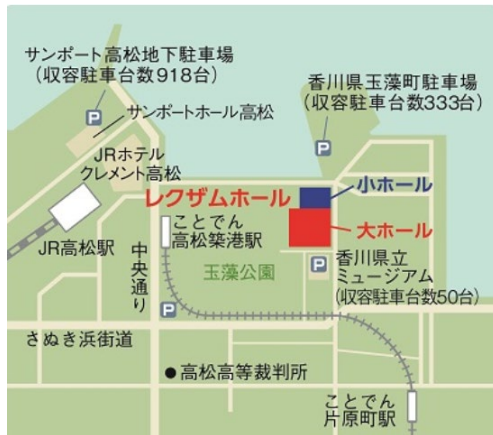 サンポート高松地下駐車場
(収容駐車台数918台)
P
サンポートホール高松
香川県玉藻町駐車場
(収容駐車台数333台)
P
JRホテル
クレメント高松
レクザムホール
小ホール
大ホール
JR高松駅
ことでん
高松築港駅
中央通り
玉藻公園
P
香川県立
ミュージアム
(収容駐車台数50台)
P
さぬき浜街道
●高松高等裁判所
ことでん
片原町駅